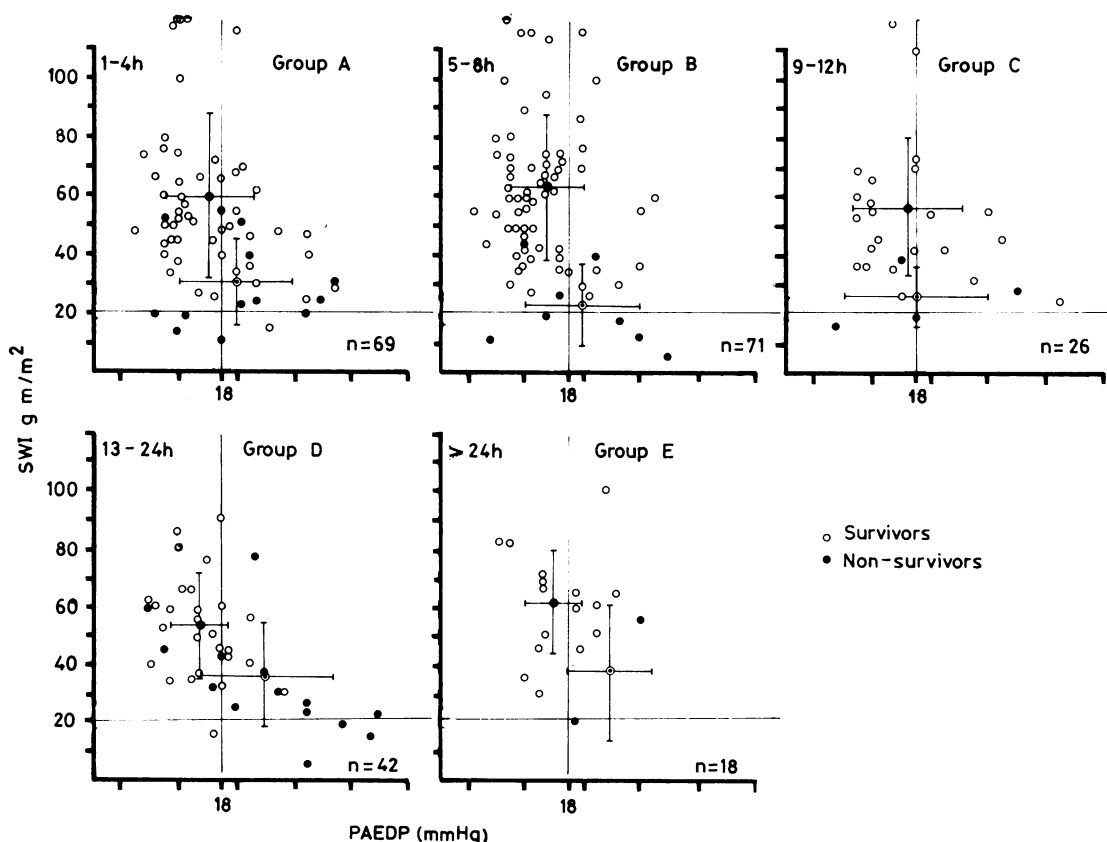 1-4h Group A
5-8h Group B
9-12h Group C
100
80
60
40
20
n=69
n=71
n=26
18
18
18
SWI g m/m²
13-24h Group D
⩾ 24h Group E
100
80
60
40
20
n=42
n=18
18
18
PAEDP (mmHg)
○ Survivors
● Non-survivors